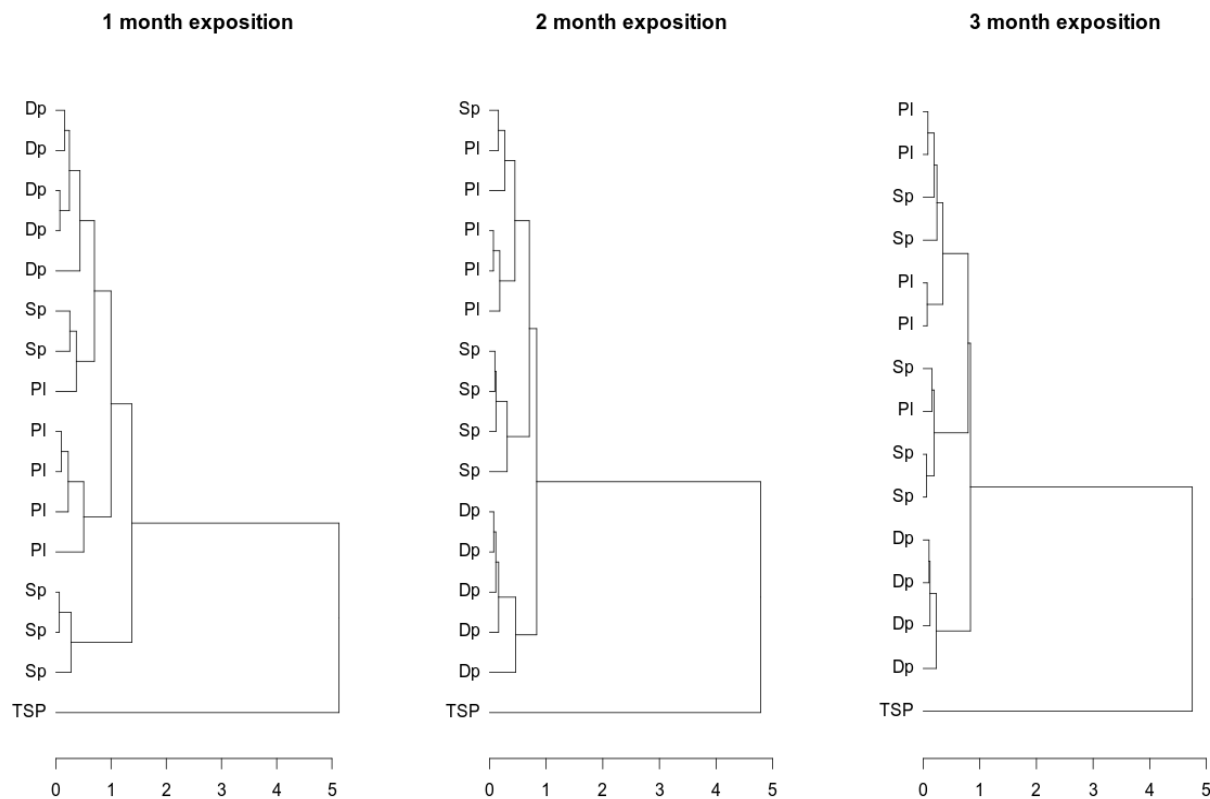 1 month exposition
2 month exposition
3 month exposition
Dp
Dp
Dp
Dp
Dp
Sp
Sp
Pl
Pl
Pl
Pl
Pl
Sp
Sp
Sp
TSP
0 1 2 3 4 5
Sp
Pl
Pl
Pl
Pl
Pl
Sp
Sp
Sp
Sp
Dp
Dp
Dp
Dp
Dp
TSP
0 1 2 3 4 5
Pl
Pl
Sp
Sp
Pl
Pl
Sp
Pl
Sp
Sp
Dp
Dp
Dp
Dp
TSP
0 1 2 3 4 5